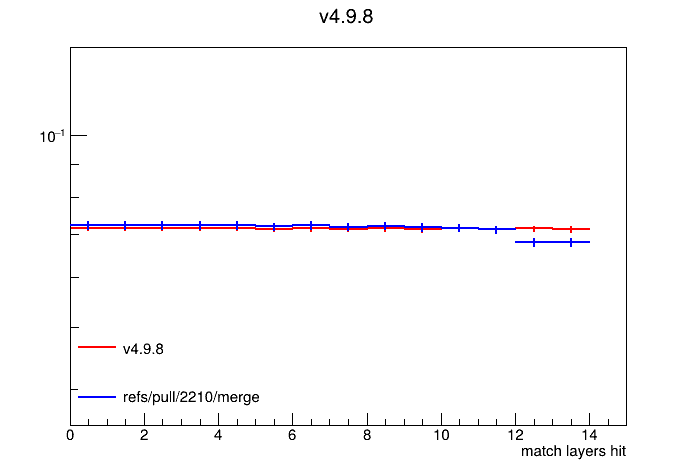 v4.9.8
10⁻¹
v4.9.8
refs/pull/2210/merge
0 2 4 6 8 10 12 14
match layers hit